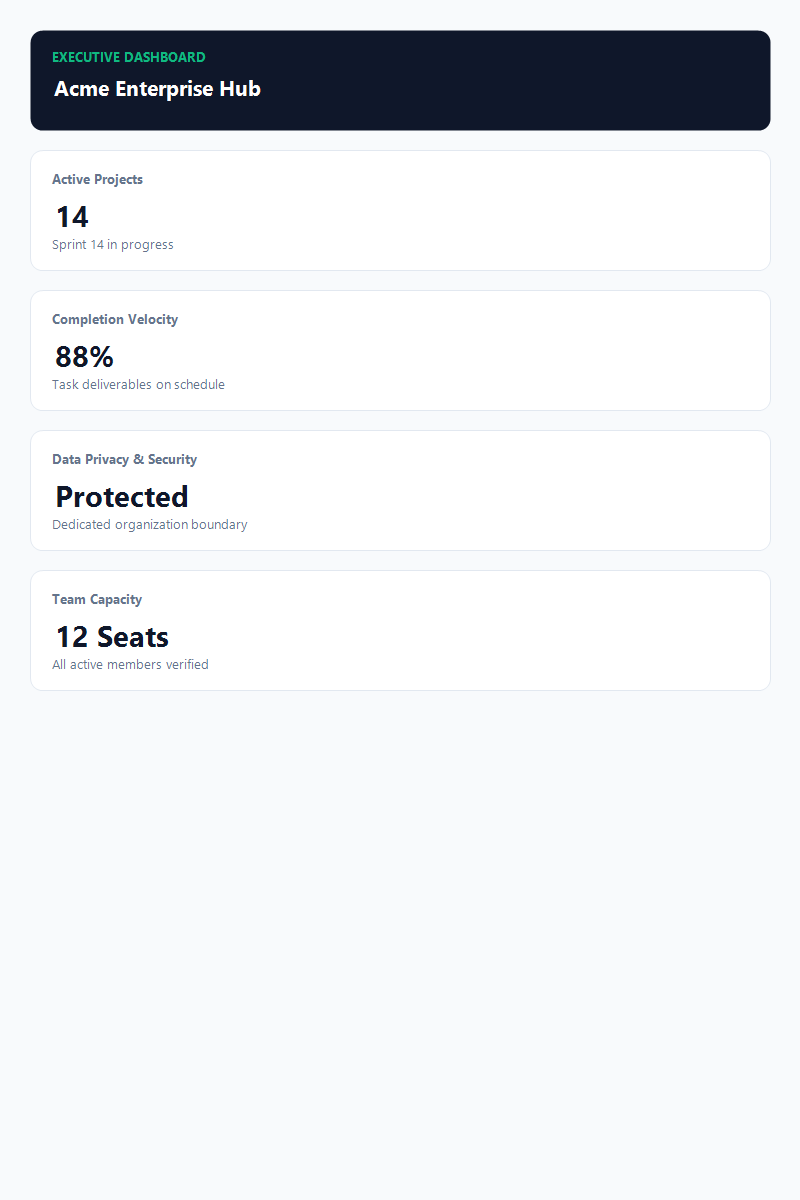 EXECUTIVE DASHBOARD
Acme Enterprise Hub
Active Projects
14
Sprint 14 in progress
Completion Velocity
88%
Task deliverables on schedule
Data Privacy & Security
Protected
Dedicated organization boundary
Team Capacity
12 Seats
All active members verified